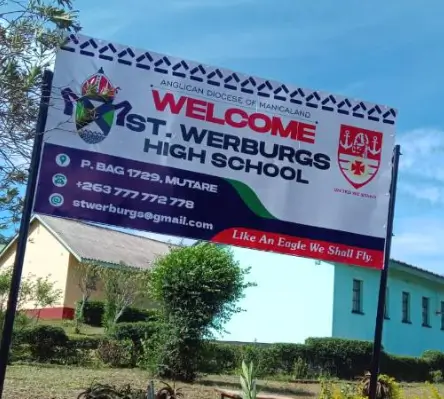 ANGLICAN DIOCESE OF MANICALAND
WELCOME
ST. WERBURGS
HIGH SCHOOL
P. BAG 1729, MUTARE
+263 777 772 778
stwerburgs@gmail.com
Like An Eagle We Shall Fly.